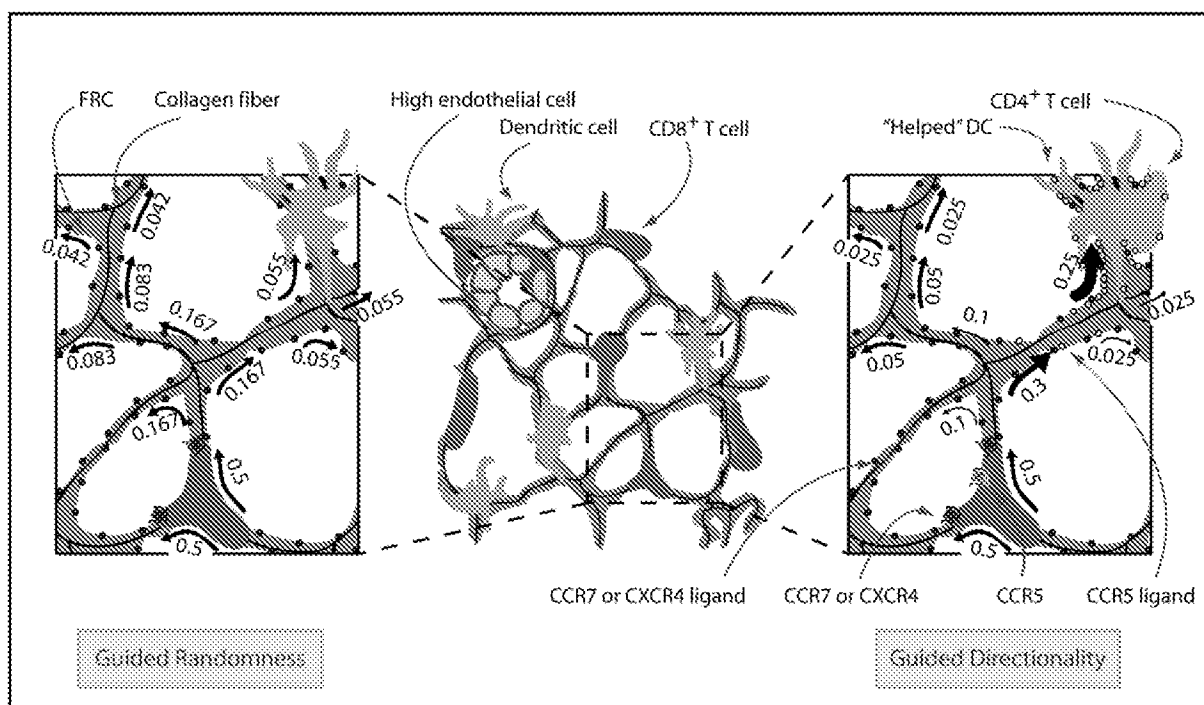 FRC
Collagen fiber
High endothelial cell
Dendritic cell
CD8+ T cell
CD4+ T cell
"Helped" DC
0.042
0.042
0.083
0.055
0.055
0.167
0.083
0.055
0.167
0.167
0.5
0.5
0.025
0.025
0.05
0.25
0.025
0.1
0.05
0.025
0.3
0.1
0.5
0.5
CCR7 or CXCR4 ligand
CCR7 or CXCR4
CCR5
CCR5 ligand
Guided Randomness
Guided Directionality